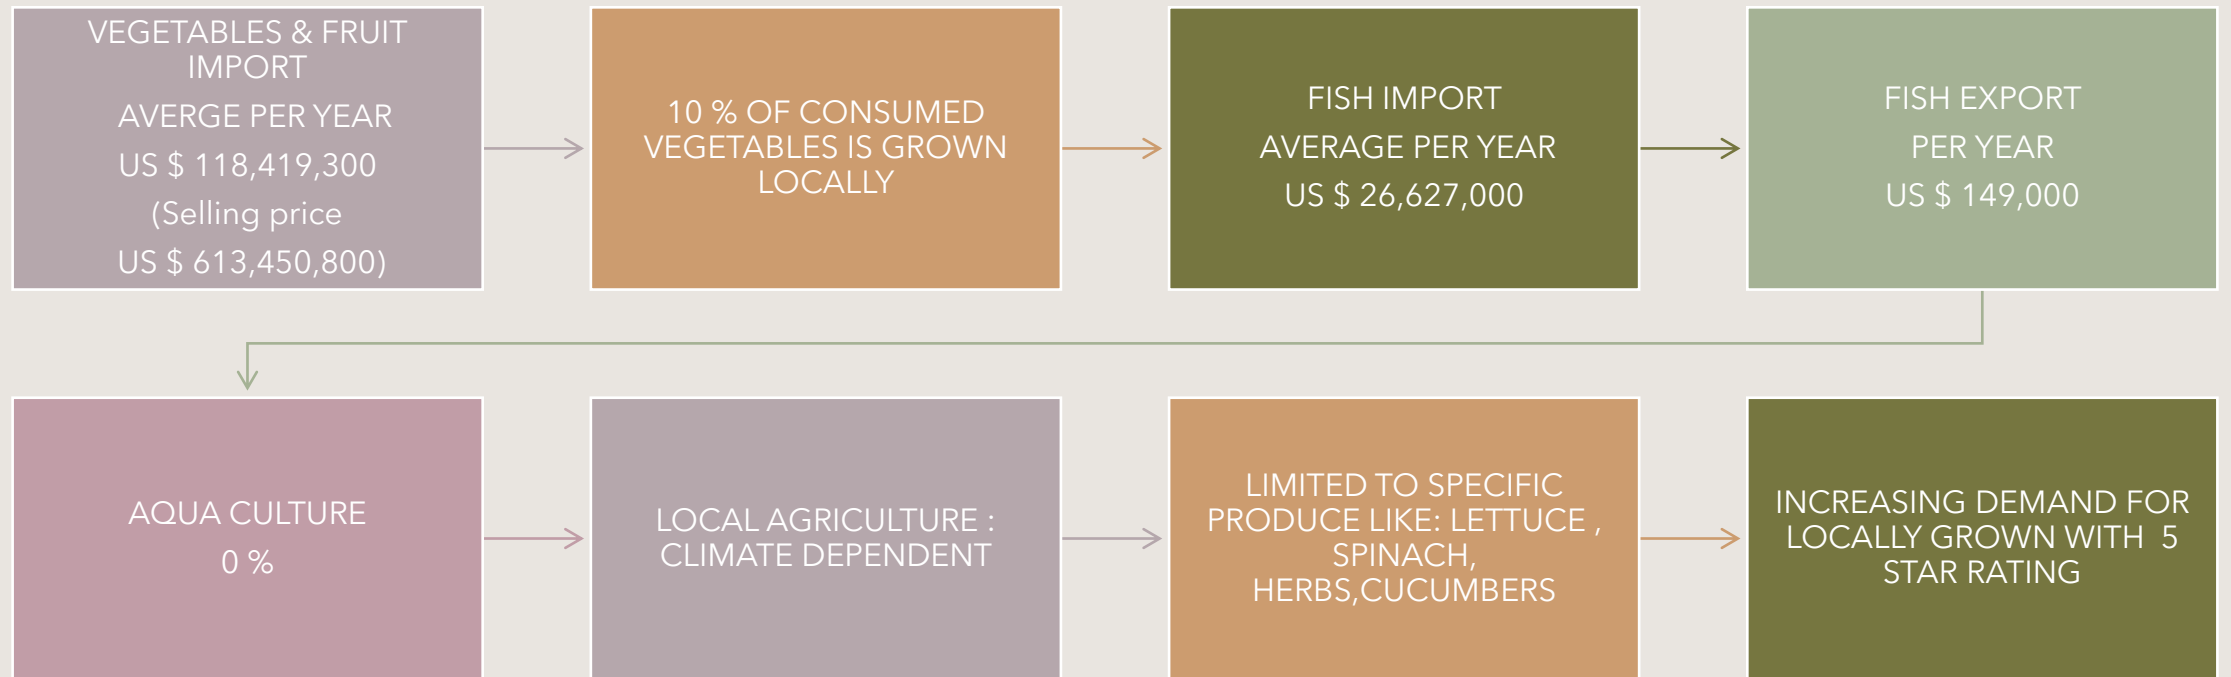 VEGETABLES & FRUIT
IMPORT
AVERGE PER YEAR
US $ 118,419,300
(Selling price
US $ 613,450,800)
10 % OF CONSUMED
VEGETABLES IS GROWN
LOCALLY
FISH IMPORT
AVERAGE PER YEAR
US $ 26,627,000
FISH EXPORT
PER YEAR
US $ 149,000
AQUA CULTURE
0 %
LOCAL AGRICULTURE :
CLIMATE DEPENDENT
LIMITED TO SPECIFIC
PRODUCE LIKE: LETTUCE ,
SPINACH,
HERBS,CUCUMBERS
INCREASING DEMAND FOR
LOCALLY GROWN WITH  5
STAR RATING